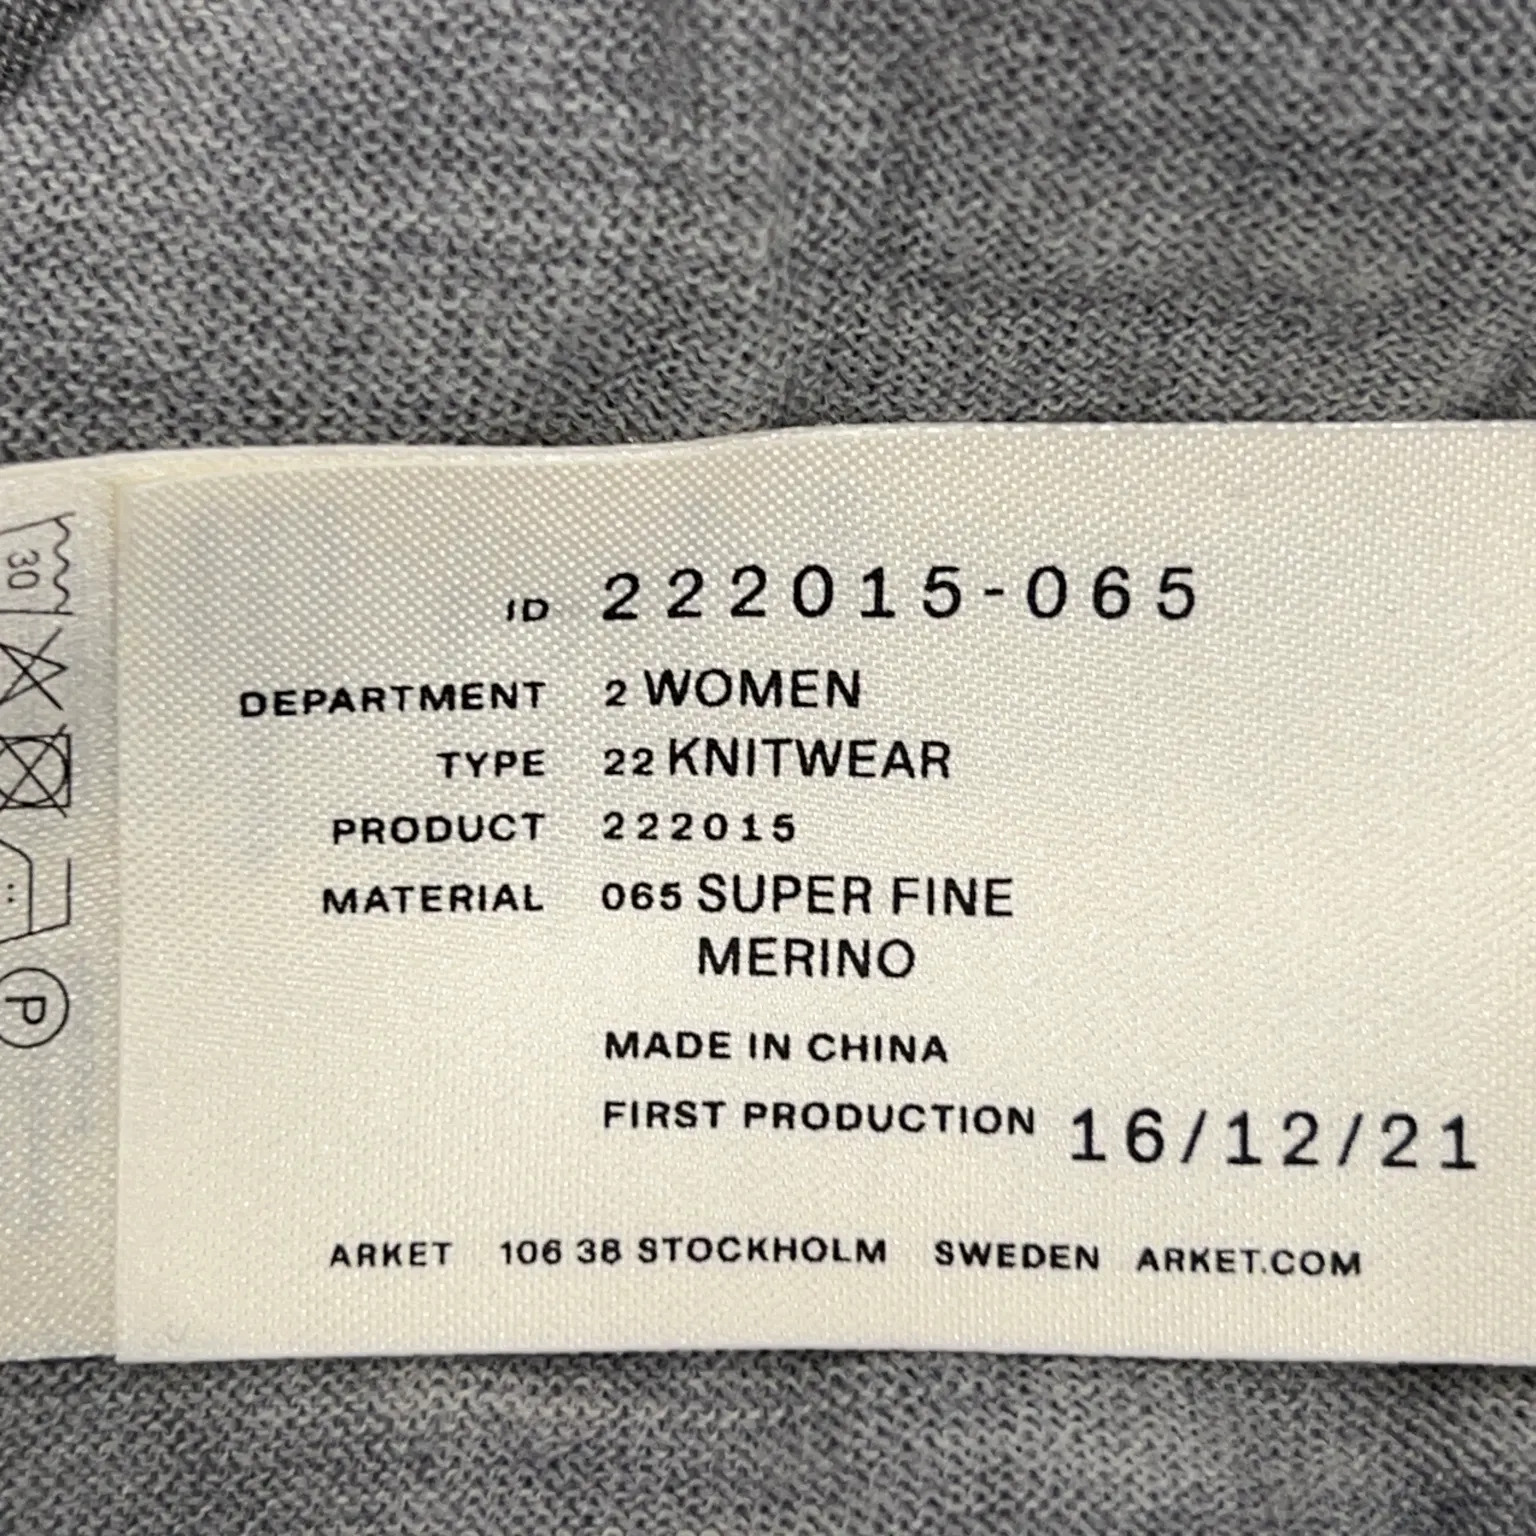 ID 222015-065
DEPARTMENT 2 WOMEN
TYPE 22 KNITWEAR
PRODUCT 222015
MATERIAL 065 SUPER FINE
MERINO
MADE IN CHINA
FIRST PRODUCTION 16/12/21
ARKET 106 38 STOCKHOLM SWEDEN ARKET.COM
30
P